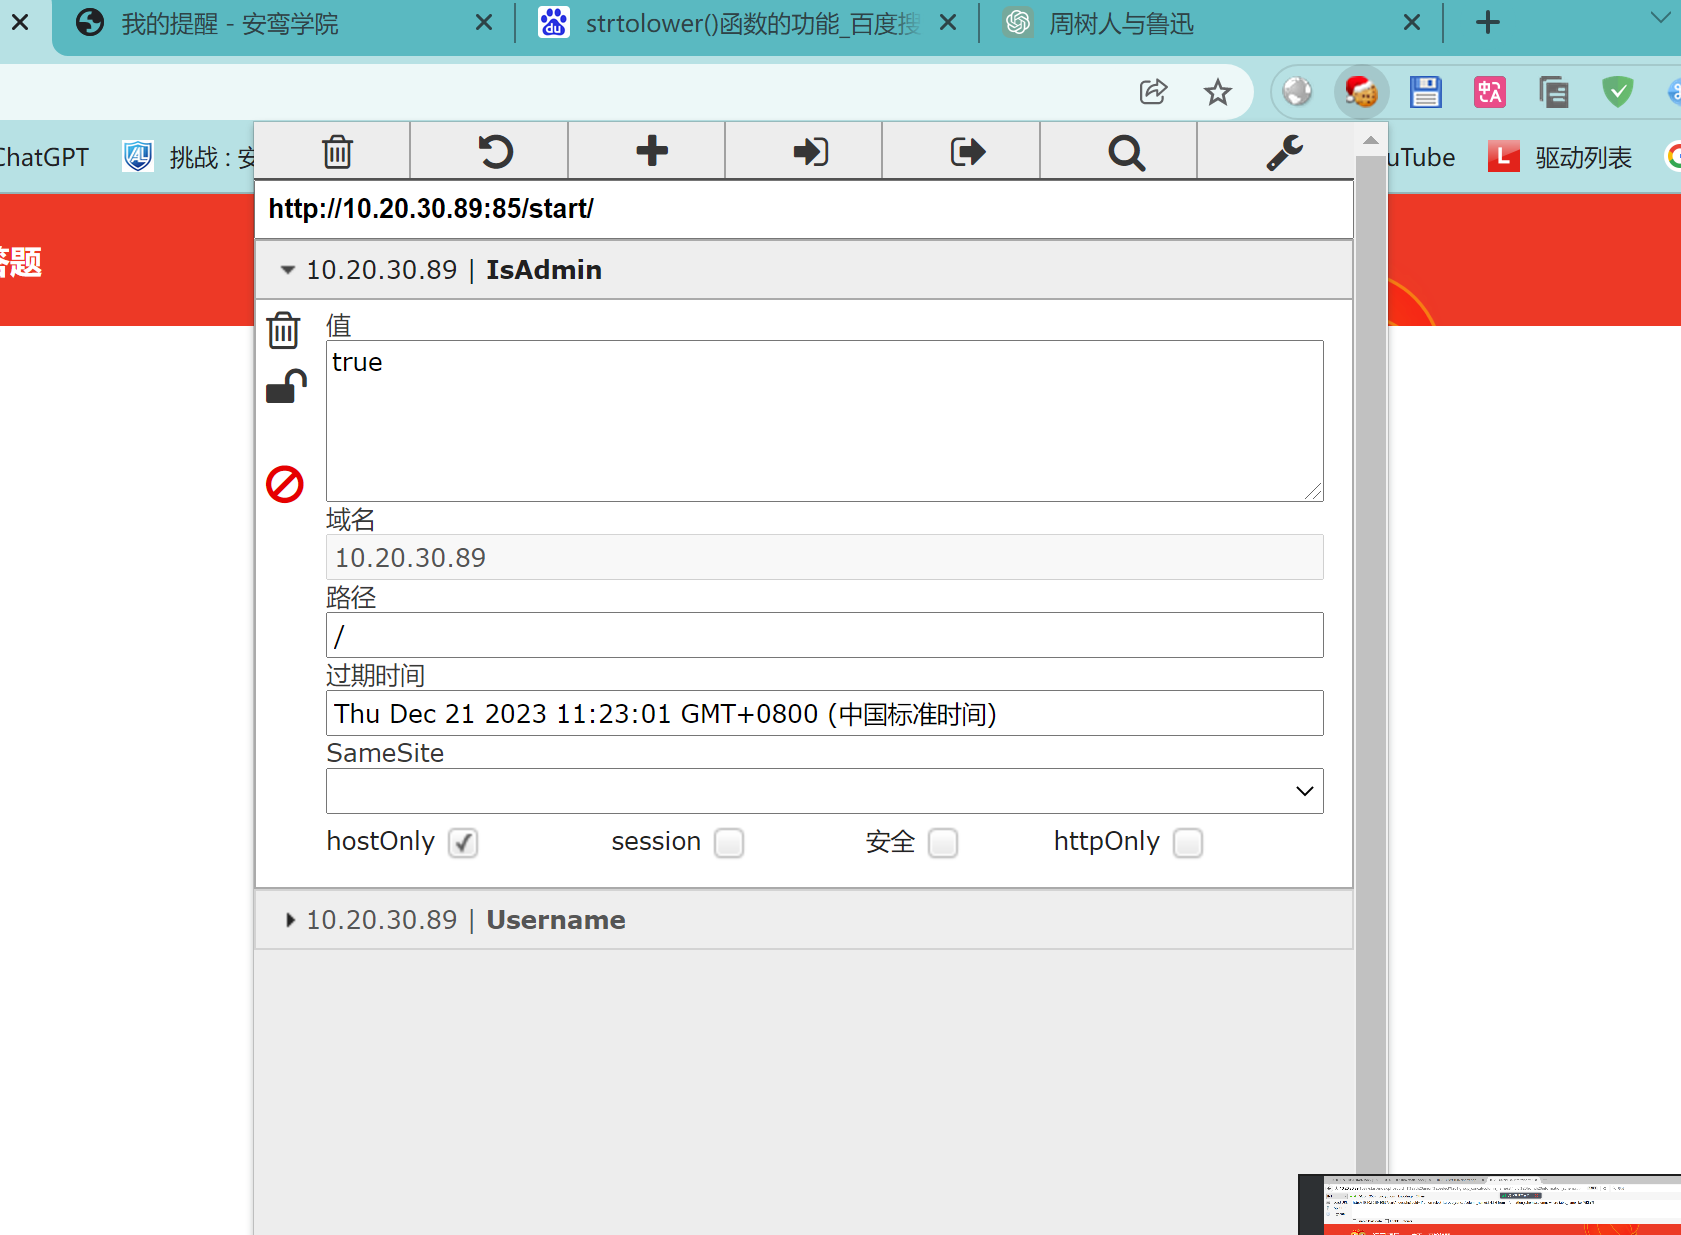 我的提醒 - 安鸾学院
strtolower()函数的功能_百度搜
周树人与鲁迅
ChatGPT
挑战 : 安
uTube
驱动列表
http://10.20.30.89:85/start/
答题
10.20.30.89 | IsAdmin
值
true
域名
10.20.30.89
路径
/
过期时间
Thu Dec 21 2023 11:23:01 GMT+0800 (中国标准时间)
SameSite
hostOnly session 安全 httpOnly
10.20.30.89 | Username